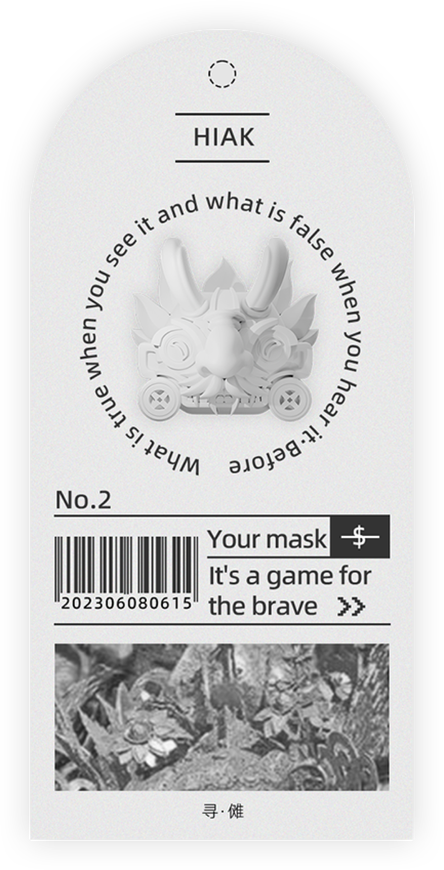 HIAK
What is true when you see it and what is false when you hear it·Before
No.2
Your mask $
It's a game for
the brave
202306080615
寻·傩